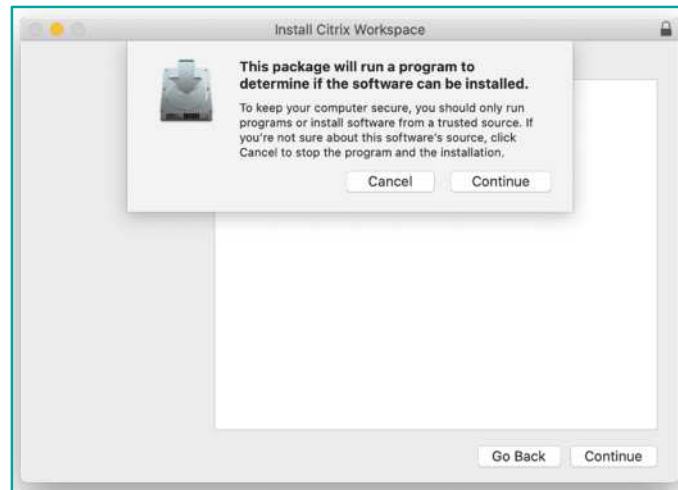 Install Citrix Workspace
This package will run a program to
determine if the software can be installed.
To keep your computer secure, you should only run
programs or install software from a trusted source. If
you're not sure about this software's source, click
Cancel to stop the program and the installation.
Cancel Continue
Go Back Continue